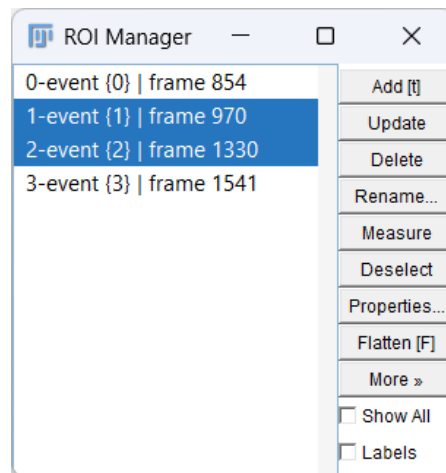 ROI Manager
0-event {0} | frame 854
1-event {1} | frame 970
2-event {2} | frame 1330
3-event {3} | frame 1541
Add [t]
Update
Delete
Rename...
Measure
Deselect
Properties...
Flatten [F]
More »
Show All
Labels